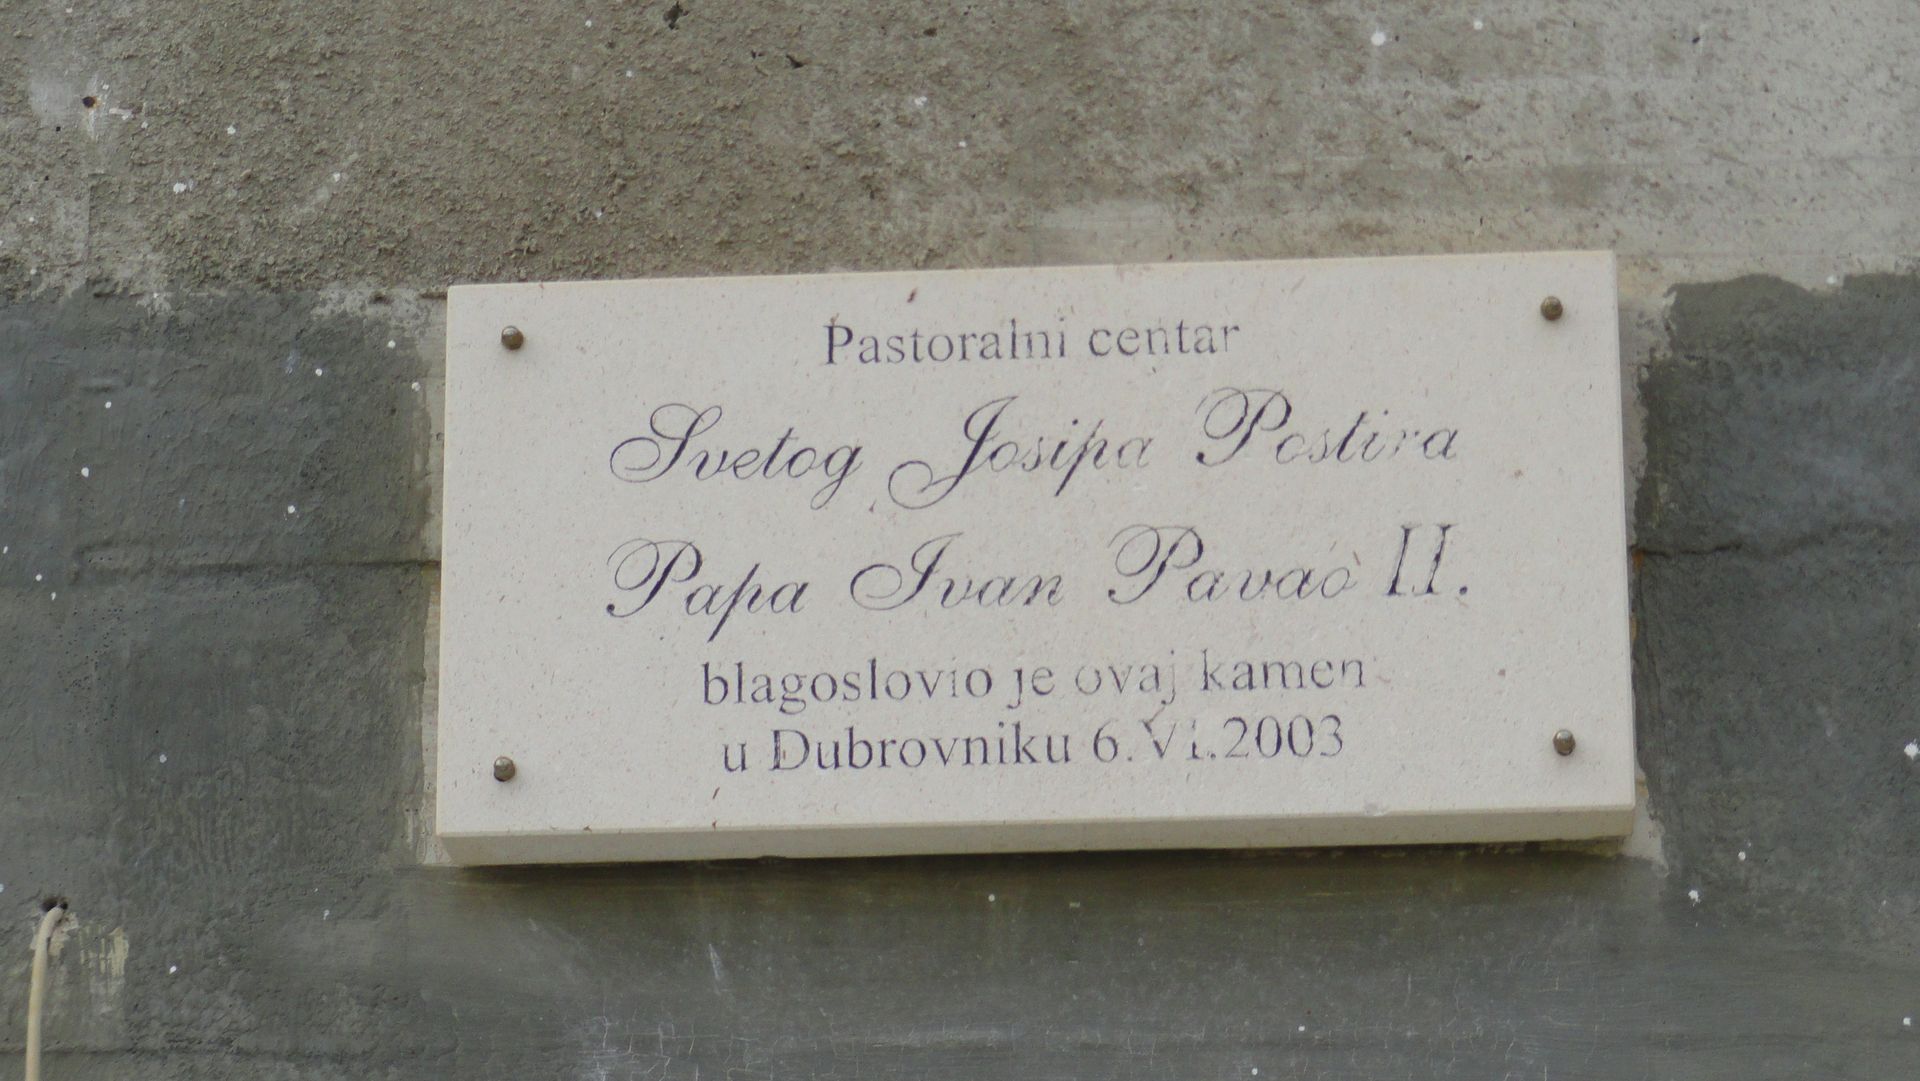 Pastoralni centar
Svetog Josipa Postira
Papa Ivan Pavao II.
blagoslovio je ovaj kamen
u Dubrovniku 6.VI.2003